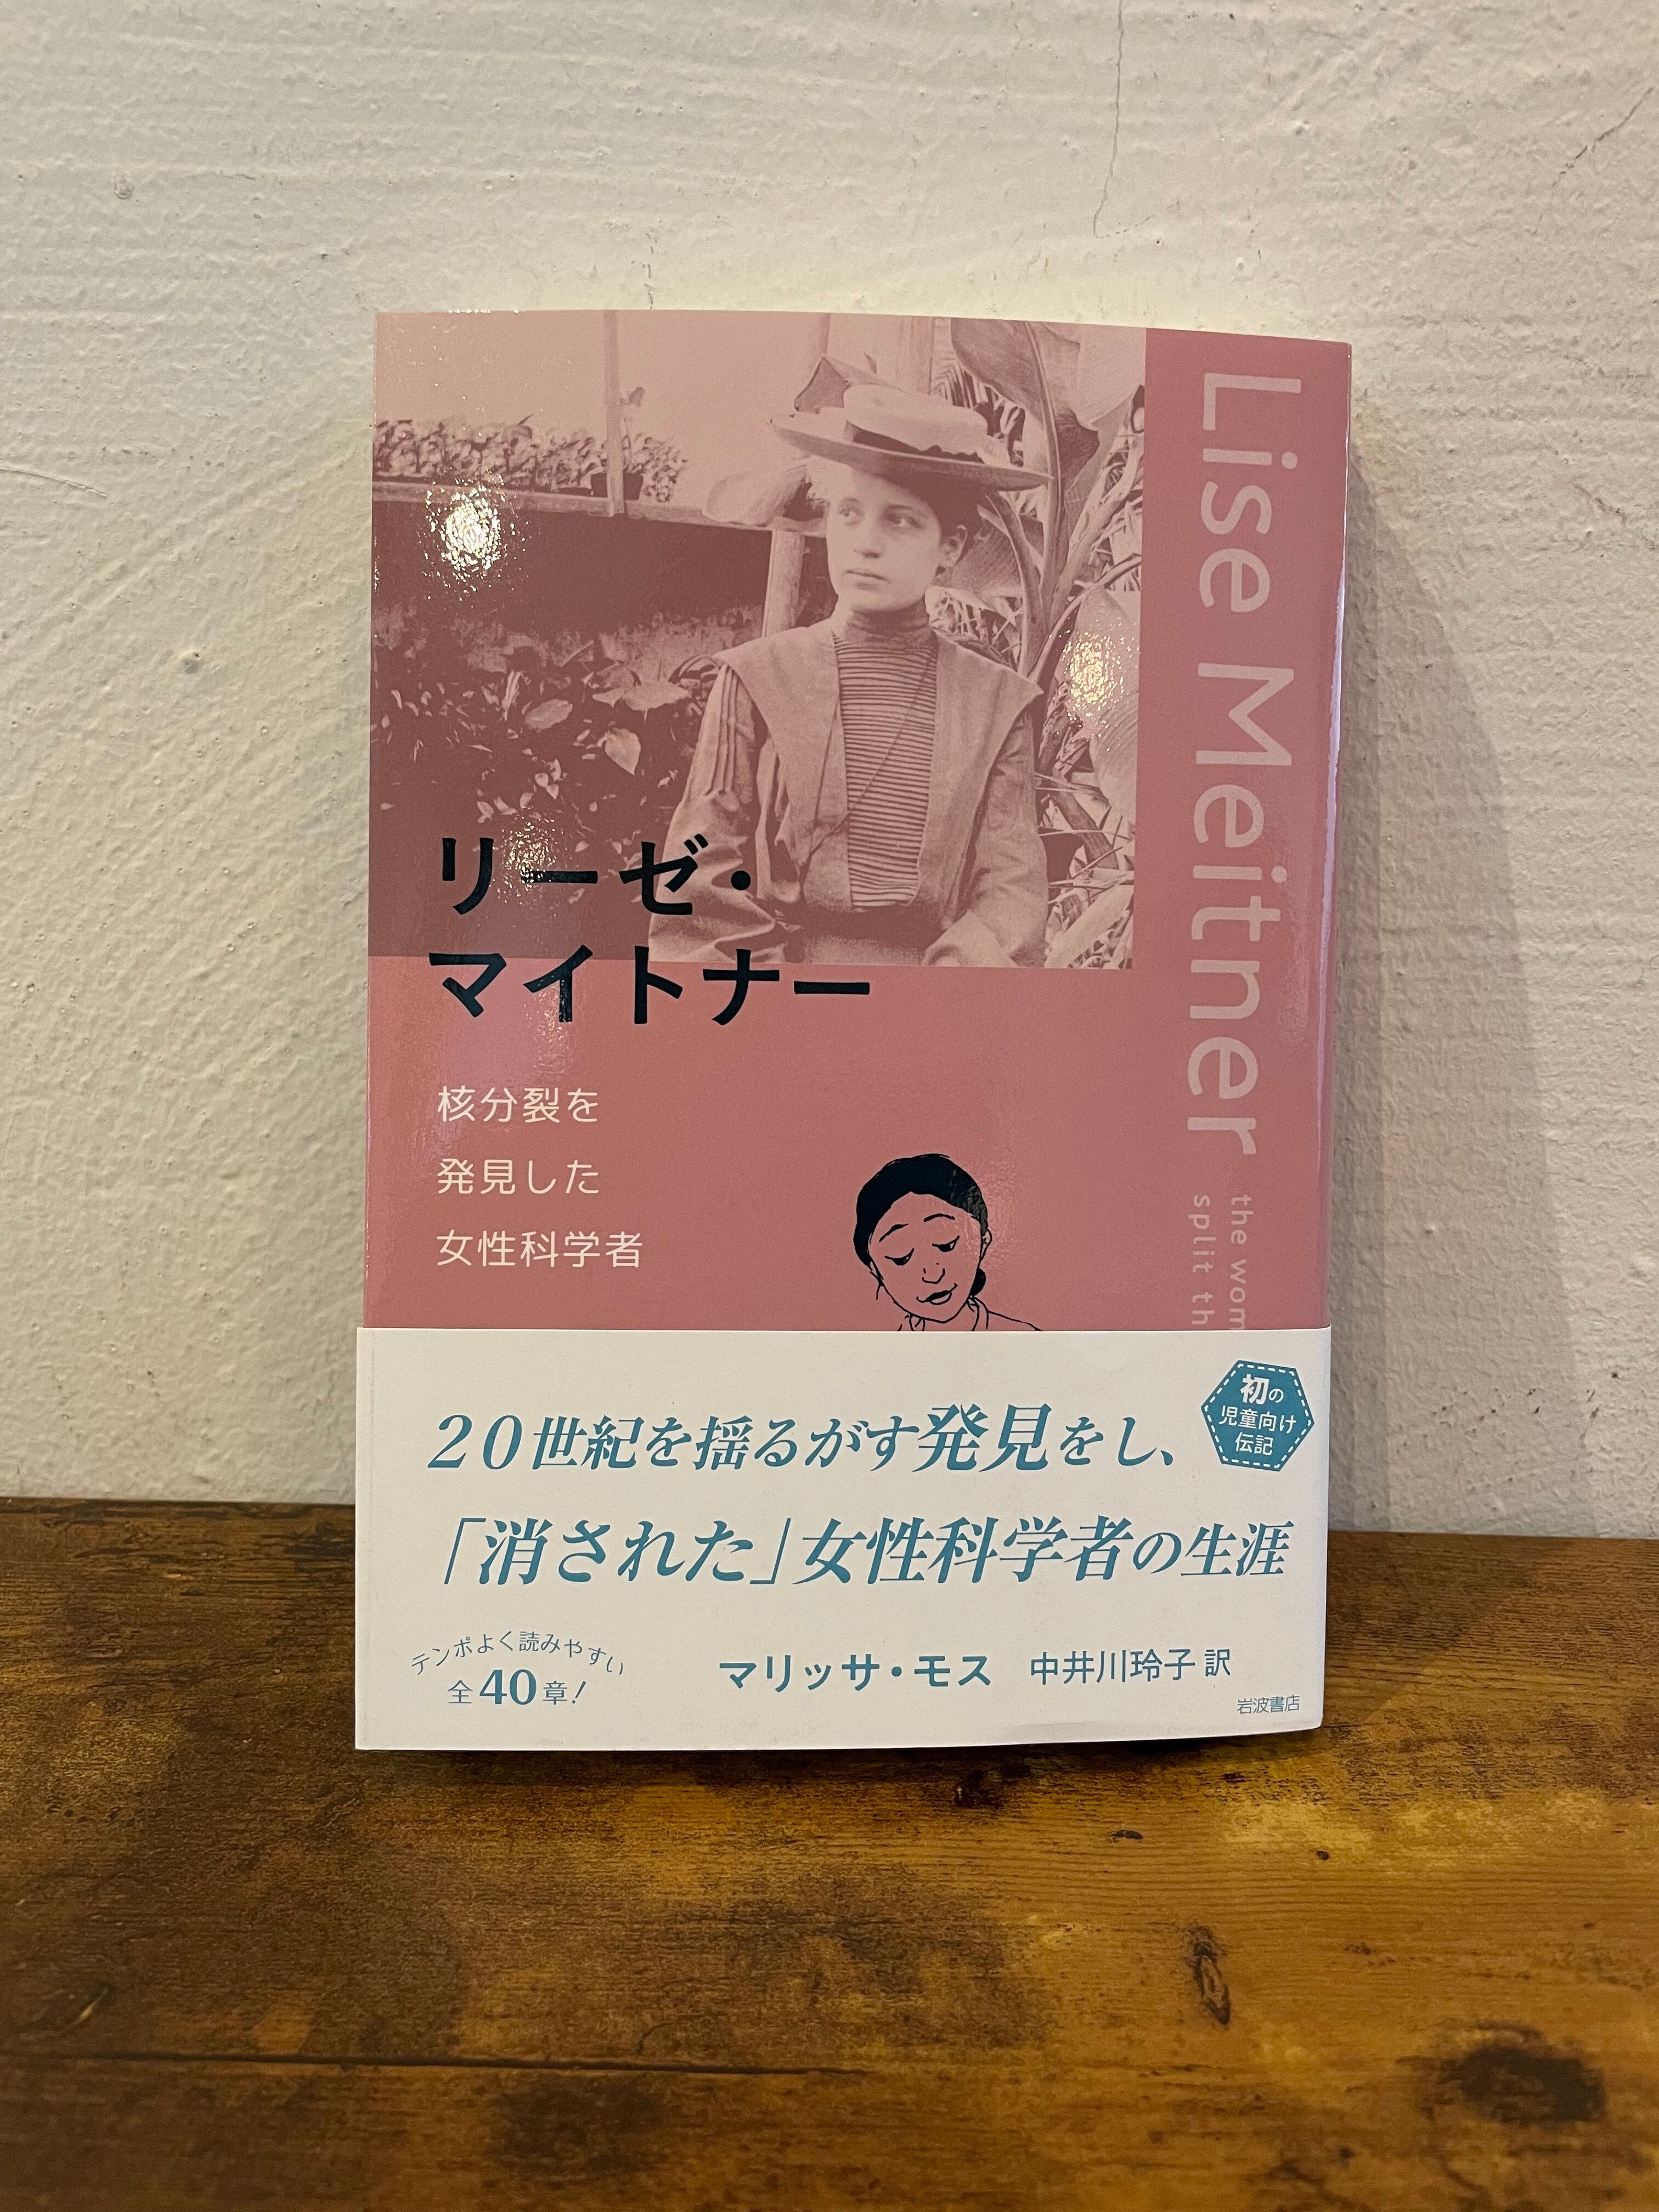 Lise Meitner
the wom
split th
リーゼ・
マイトナー
核分裂を
発見した
女性科学者
初の
児童向け
伝記
20世紀を揺るがす発見をし、
「消された」女性科学者の生涯
テンポよく読みやすい
全40章!
マリッサ・モス 中井川玲子 訳
岩波書店